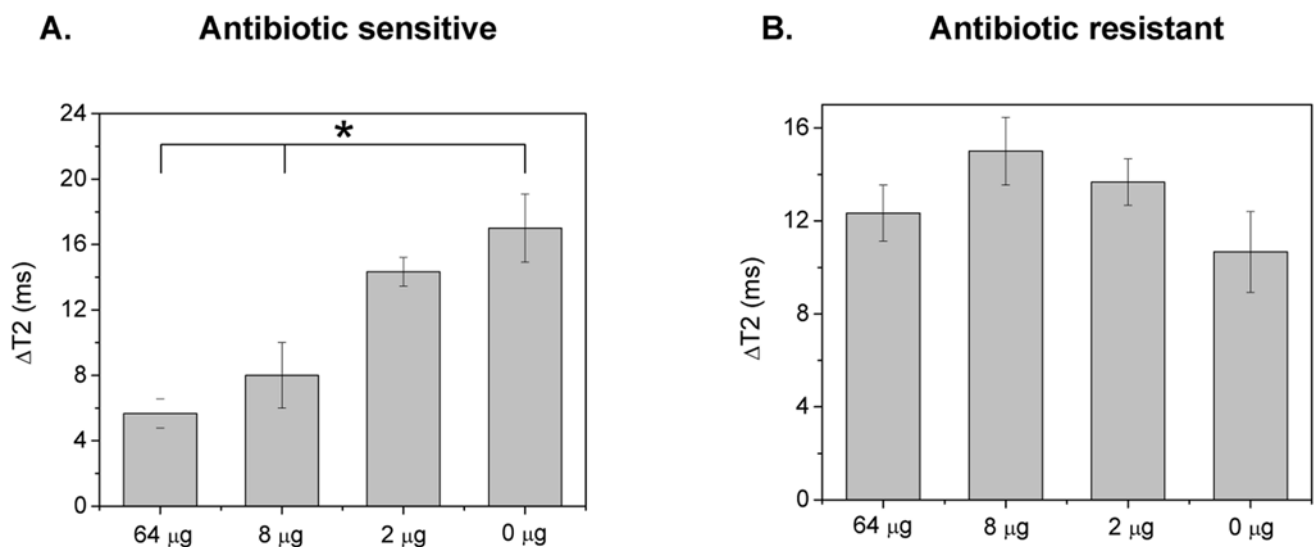 A. Antibiotic sensitive
24
20
16
12
8
4
0
ΔT2 (ms)
*
64 µg 8 µg 2 µg 0 µg
B. Antibiotic resistant
16
12
8
4
0
ΔT2 (ms)
64 µg 8 µg 2 µg 0 µg